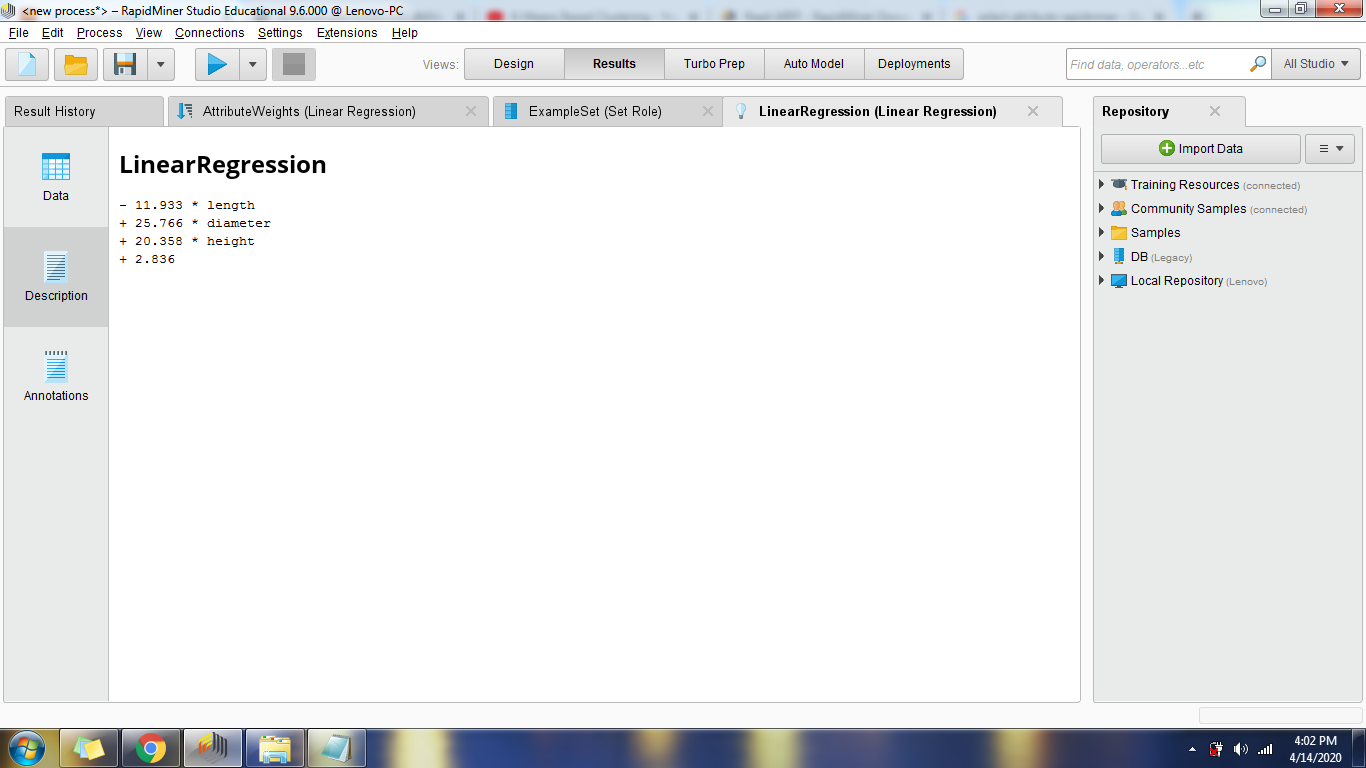 <new process*> – RapidMiner Studio Educational 9.6.000 @ Lenovo-PC
File Edit Process View Connections Settings Extensions Help
Views: Design Results Turbo Prep Auto Model Deployments Find data, operators...etc All Studio
Result History AttributeWeights (Linear Regression) ExampleSet (Set Role) LinearRegression (Linear Regression) Repository
LinearRegression
- 11.933 * length
+ 25.766 * diameter
+ 20.358 * height
+ 2.836
Data
Description
Annotations
Import Data
Training Resources (connected)
Community Samples (connected)
Samples
DB (Legacy)
Local Repository (Lenovo)
4:02 PM
4/14/2020